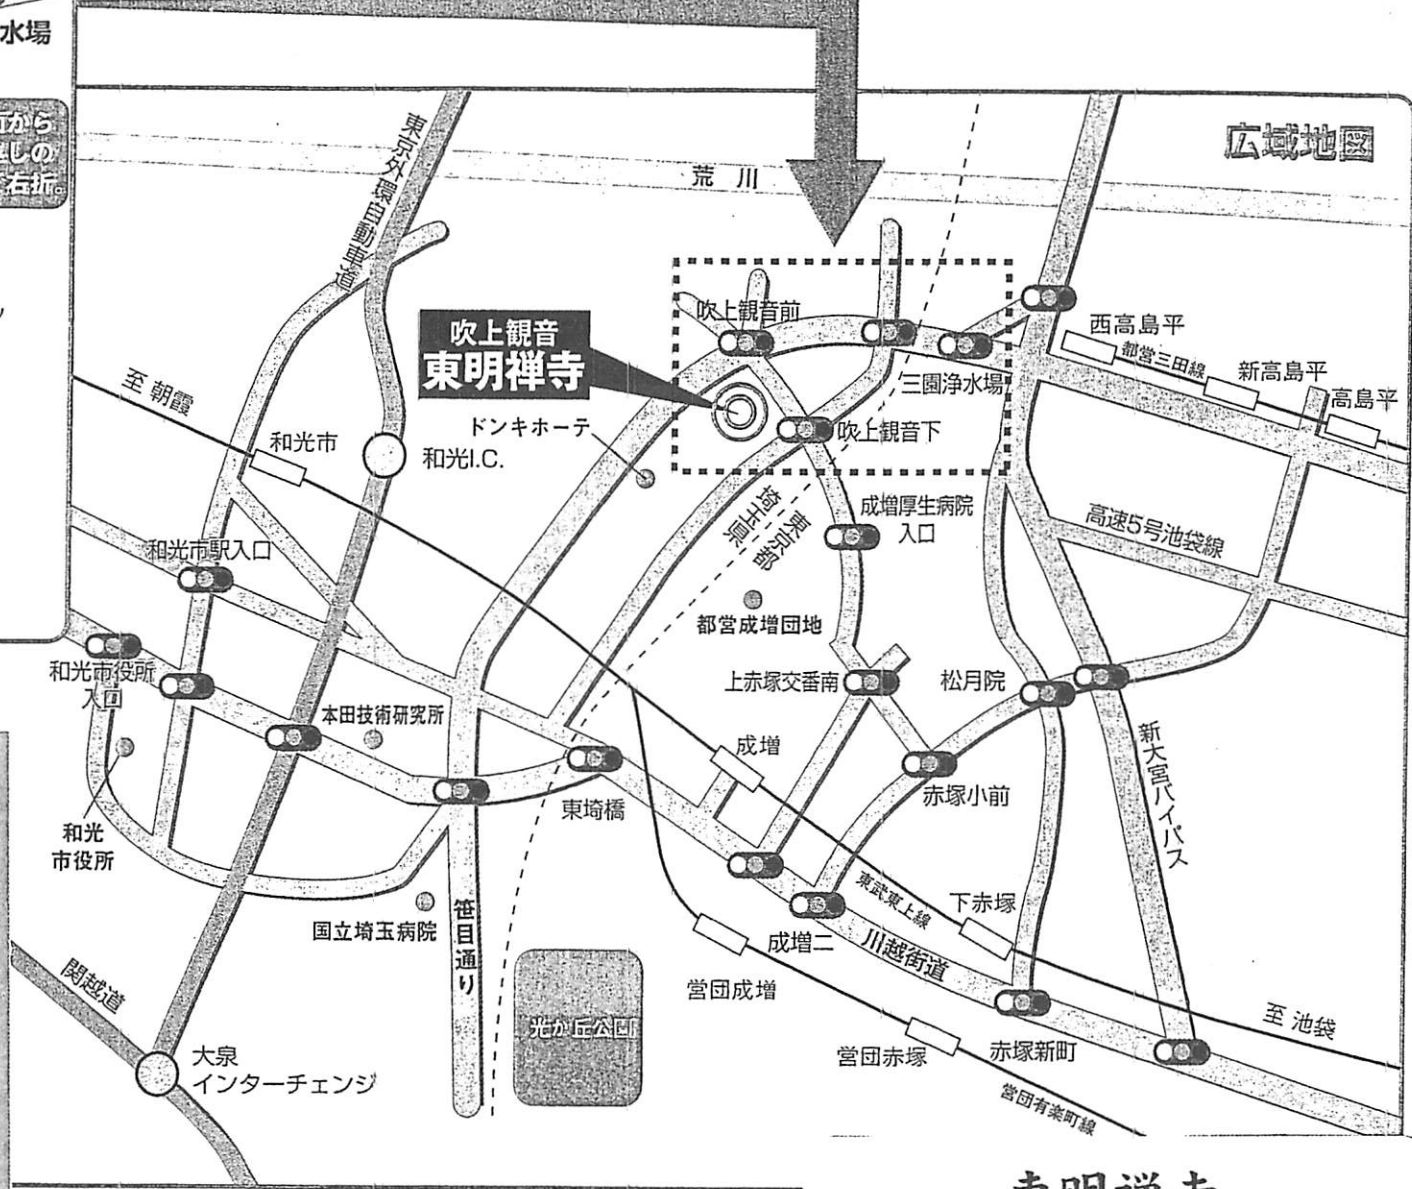 水場
から
しの
右折。
広域地図
東京外環自動車道
荒川
吹上観音前
吹上観音
東明禅寺
西高島平
都営三田線
新高島平
高島平
三園浄水場
至 朝霞
和光市
ドンキホーテ
和光I.C.
吹上観音下
埼玉県
東京都
成増厚生病院
入口
高速5号池袋線
和光市駅入口
都営成増団地
和光市役所
入口
上赤塚交番南
松月院
本田技術研究所
成増
新大宮バイパス
東埼橋
赤塚小前
和光
市役所
東武東上線
下赤塚
国立埼玉病院
笹目通り
成増二
川越街道
関越道
営団成増
光が丘公園
至 池袋
営団赤塚
赤塚新町
大泉
インターチェンジ
営団有楽町線
東明禅寺